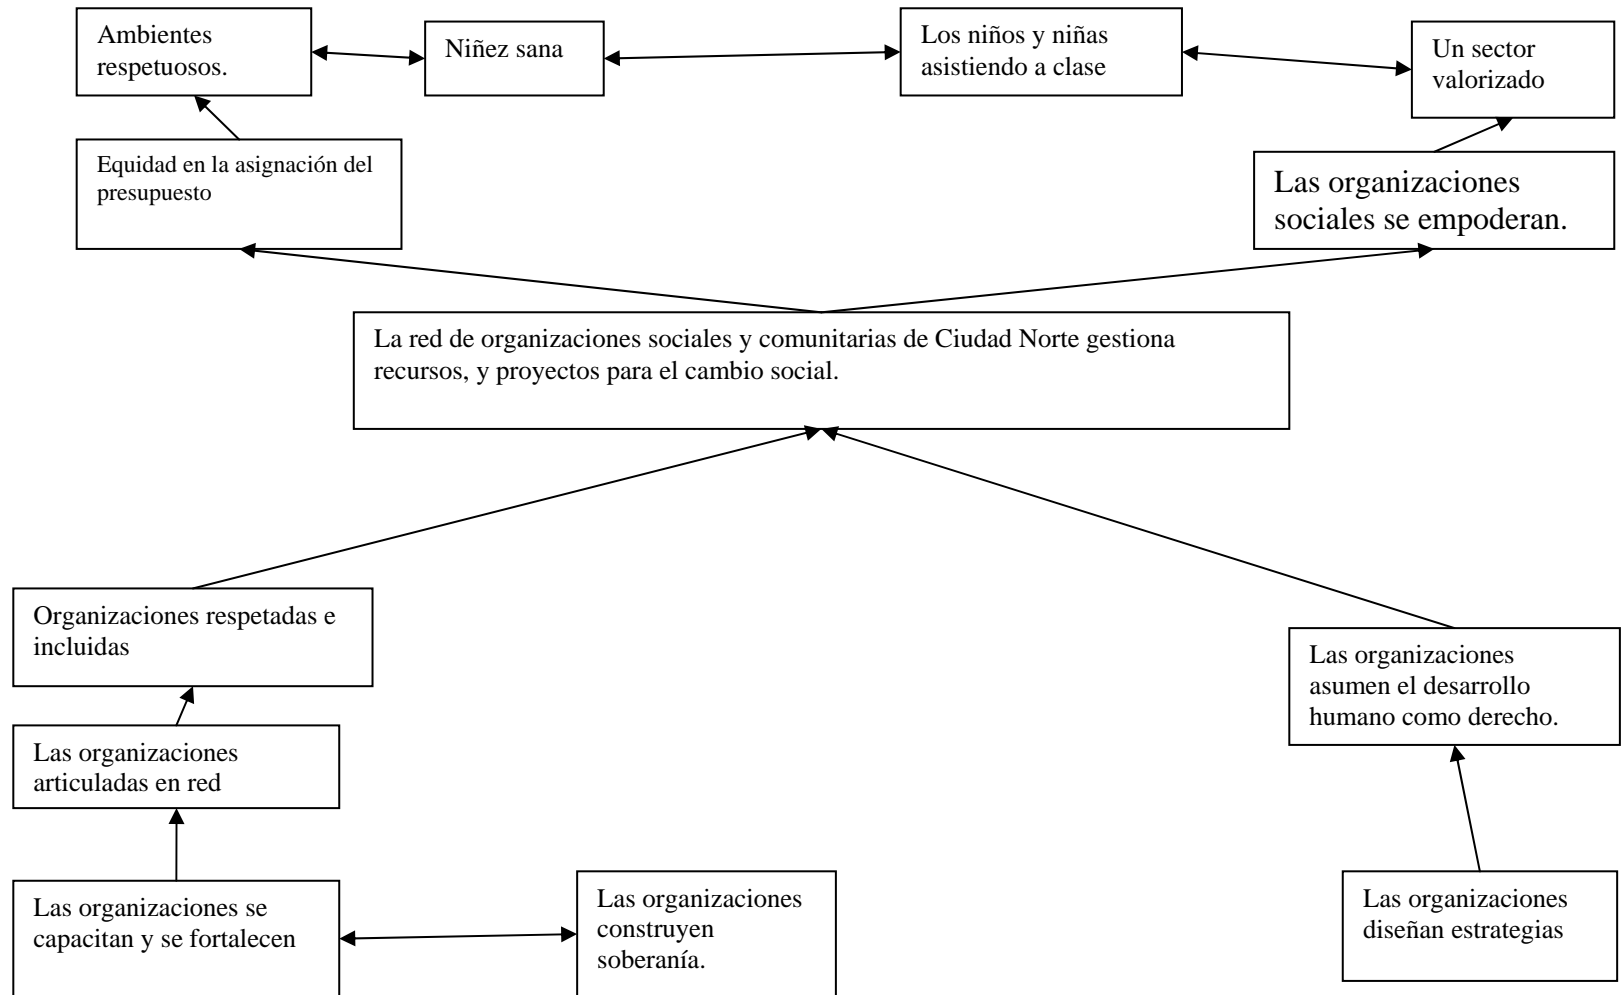 Ambientes
respetuosos.
Niñez sana
Los niños y niñas
asistiendo a clase
Un sector
valorizado
Equidad en la asignación del
presupuesto
Las organizaciones
sociales se empoderan.
La red de organizaciones sociales y comunitarias de Ciudad Norte gestiona
recursos, y proyectos para el cambio social.
Organizaciones respetadas e
incluidas
Las organizaciones
asumen el desarrollo
humano como derecho.
Las organizaciones
articuladas en red
Las organizaciones se
capacitan y se fortalecen
Las organizaciones
construyen
soberanía.
Las organizaciones
diseñan estrategias